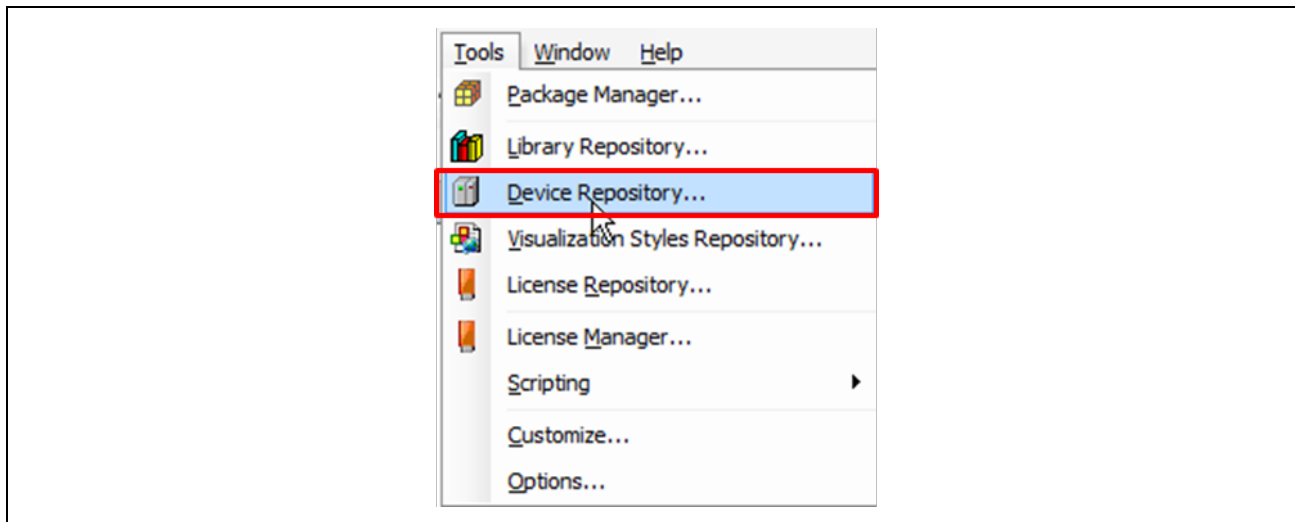 Tools Window Help
Package Manager...
Library Repository...
Device Repository...
Visualization Styles Repository...
License Repository...
License Manager...
Scripting
Customize...
Options...